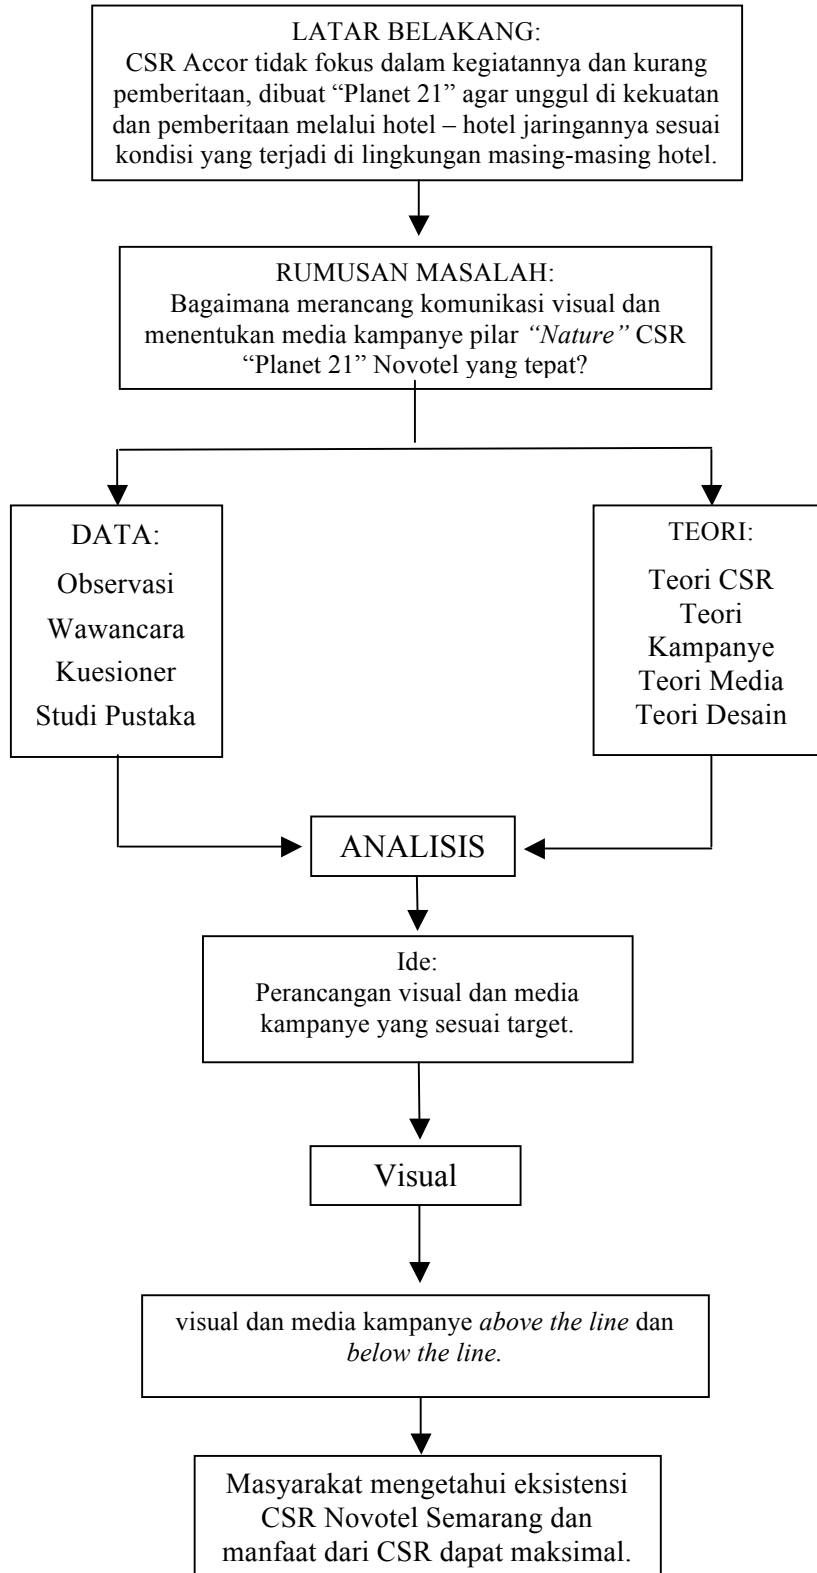 LATAR BELAKANG:
CSR Accor tidak fokus dalam kegiatannya dan kurang
pemberitaan, dibuat “Planet 21” agar unggul di kekuatan
dan pemberitaan melalui hotel – hotel jaringannya sesuai
kondisi yang terjadi di lingkungan masing-masing hotel.
RUMUSAN MASALAH:
Bagaimana merancang komunikasi visual dan
menentukan media kampanye pilar “Nature” CSR
“Planet 21” Novotel yang tepat?
DATA:
Observasi
Wawancara
Kuesioner
Studi Pustaka
TEORI:
Teori CSR
Teori
Kampanye
Teori Media
Teori Desain
ANALISIS
Ide:
Perancangan visual dan media
kampanye yang sesuai target.
Visual
visual dan media kampanye above the line dan
below the line.
Masyarakat mengetahui eksistensi
CSR Novotel Semarang dan
manfaat dari CSR dapat maksimal.